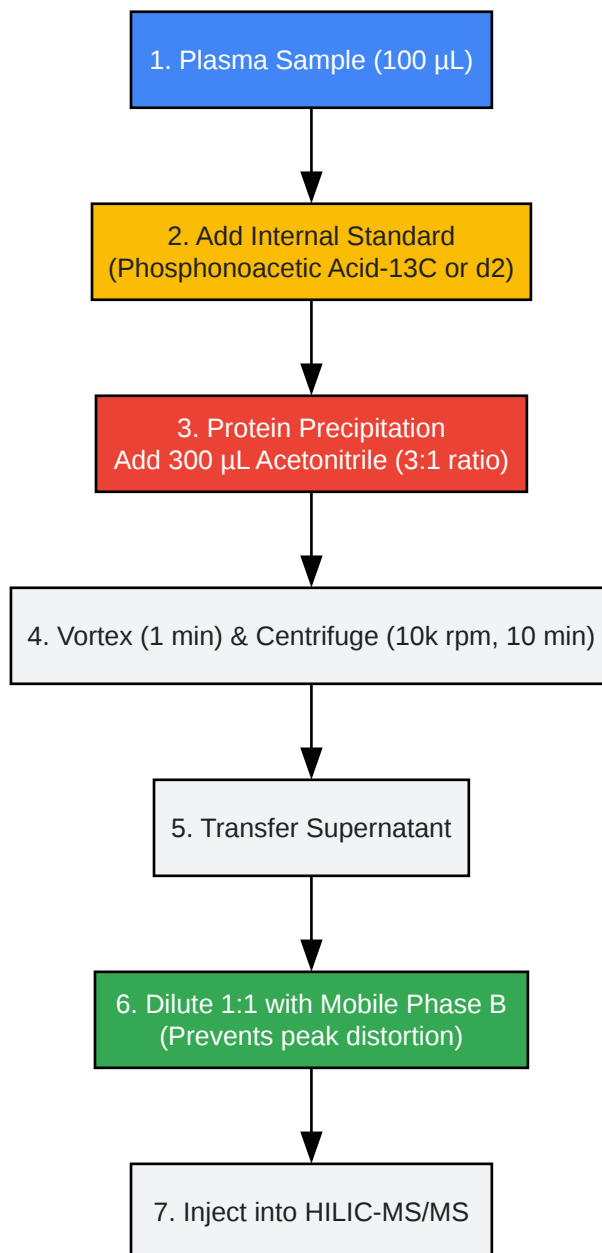 1. Plasma Sample (100 µL)
2. Add Internal Standard
(Phosphonoacetic Acid-13C or d2)
3. Protein Precipitation
Add 300 µL Acetonitrile (3:1 ratio)
4. Vortex (1 min) & Centrifuge (10k rpm, 10 min)
5. Transfer Supernatant
6. Dilute 1:1 with Mobile Phase B
(Prevents peak distortion)
7. Inject into HILIC-MS/MS